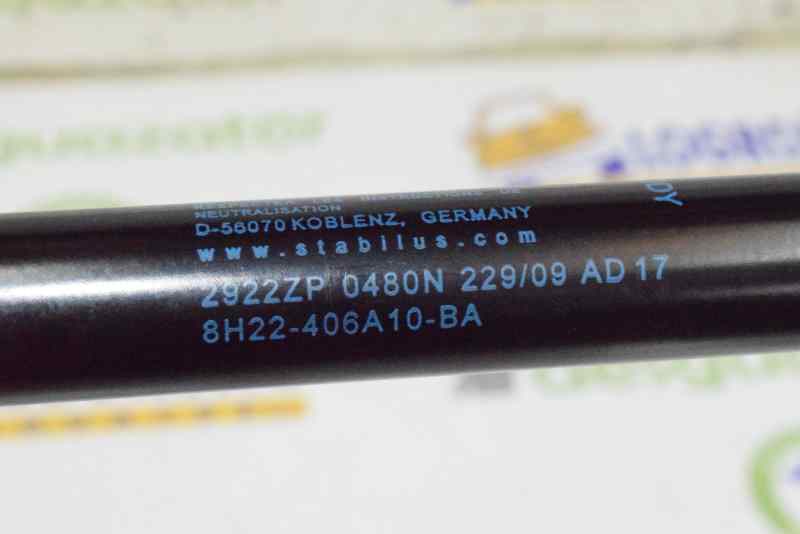 NEUTRALISATION
D-56070 KOBLENZ, GERMANY
www.stabilus.com
2922ZP 0480N 229/09 AD 17
8H22-406A10-BA